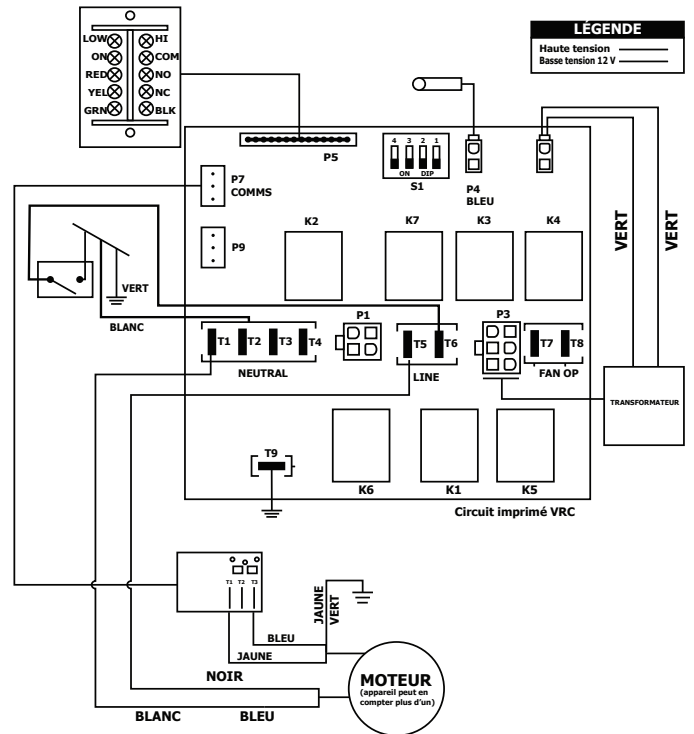 LÉGENDE
Haute tension
Basse tension 12 V
LOW HI
ON COM
RED NO
YEL NC
GRN BLK
P5
4 3 2 1
ON DIP
S1
P4
BLEU
P7
COMMS
P9
K2
K7
K3
K4
VERT
VERT
VERT
BLANC
P1
P3
T1 T2 T3 T4
NEUTRAL
T5 T6
LINE
T7 T8
FAN OP
TRANSFORMATEUR
T9
K6
K1
K5
Circuit imprimé VRC
T1 T2 T3
JAUNE
VERT
BLEU
JAUNE
NOIR
MOTEUR
(appareil peut en
compter plus d'un)
BLANC
BLEU